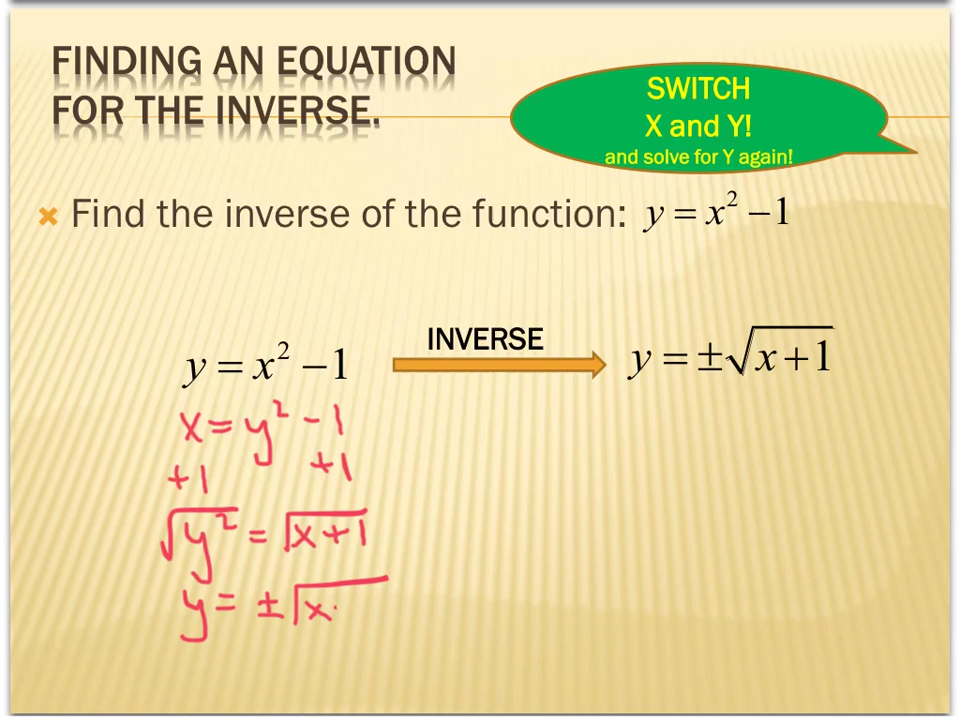 FINDING AN EQUATION
FOR THE INVERSE.
SWITCH
X and Y!
and solve for Y again!
Find the inverse of the function: y = x² − 1
INVERSE
y = x² − 1
y = ±√(x + 1)
x = y² − 1
+1 +1
√y² = √(x + 1)
y = ±√x